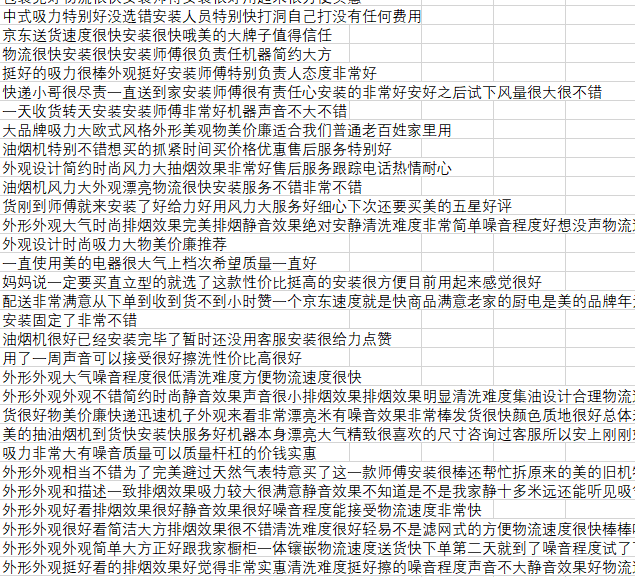 中式吸力特别好没选错安装人员特别快打洞自己打没有任何费用
京东送货速度很快安装很快哦美的大牌子值得信任
物流很快安装很快安装师傅很负责任机器简约大方
挺好的吸力很棒外观挺好安装师傅特别负责人态度非常好
快递小哥很尽责一直送到家安装师傅很有责任心安装的非常好安好之后试下风量很大很不错
一天收货转天安装安装师傅非常好机器声音不大不错
大品牌吸力大欧式风格外形美观物美价廉适合我们普通老百姓家里用
油烟机特别不错想买的抓紧时间买价格优惠售后服务特别好
外观设计简约时尚风力大抽烟效果非常好售后服务跟踪电话热情耐心
油烟机风力大外观漂亮物流很快安装服务不错非常不错
货刚到师傅就来安装了好给力好用风力大服务好细心下次还要买美的五星好评
外形外观大气时尚排烟效果完美排烟静音效果绝对安静清洗难度非常简单噪音程度好想没声物流
外观设计时尚吸力大物美价廉推荐
一直使用美的电器很大气上档次希望质量一直好
妈妈说一定要买直立型的就选了这款性价比挺高的安装很方便目前用起来感觉很好
配送非常满意从下单到收到货不到小时赞一个京东速度就是快商品满意老家的厨电是美的品牌年
安装固定了非常不错
油烟机很好已经安装完毕了暂时还没用客服安装很给力点赞
用了一周声音可以接受很好擦洗性价比高很好
外形外观大气噪音程度很低清洗难度方便物流速度很快
外形外观外观不错简约时尚静音效果声音很小排烟效果排烟效果明显清洗难度集油设计合理物流
货很好物美价廉快递迅速机子外观来看非常漂亮米有噪音效果非常棒发货很快颜色质地很好总体
美的抽油烟机到货快安装快服务好机器本身漂亮大气精致很喜欢的尺寸咨询过客服所以安上刚刚
吸力非常大有噪音质量可以质量杠杠的价钱实惠
外形外观相当不错为了完美避过天然气表特意买了这一款师傅安装很棒还帮忙拆原来的美的旧机
外形外观和描述一致排烟效果吸力较大很满意静音效果不知道是不是我家静十多米远还能听见吸
外形外观好看排烟效果很好静音效果很好噪音程度能接受物流速度非常快
外形外观很好看简洁大方排烟效果很不错清洗难度很好轻易不是滤网式的方便物流速度很快棒棒
外形外观外观简单大方正好跟我家橱柜一体镶嵌物流速度送货快下单第二天就到了噪音程度试了
外形外观挺好看的排烟效果好觉得非常实惠清洗难度挺好擦的噪音程度声音不大静音效果好物流